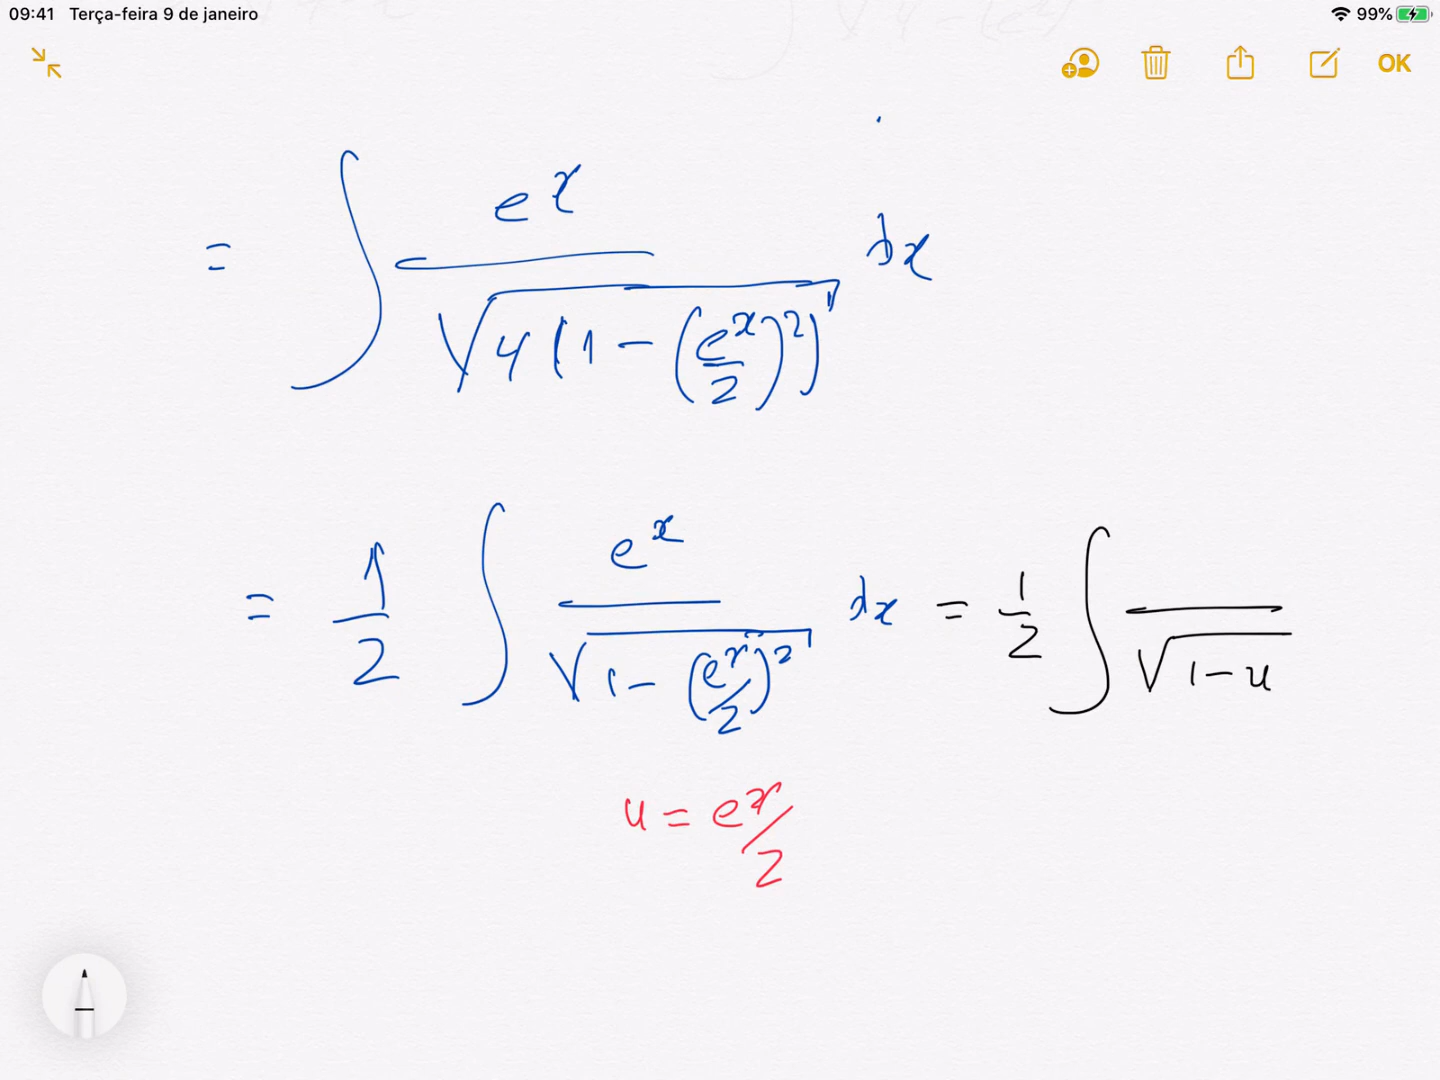 09:41 Terça-feira 9 de janeiro 99%
OK
= ∫ e^x / √(4(1 - (e^x/2)^2)) dx
= 1/2 ∫ e^x / √(1 - (e^x/2)^2) dx = 1/2 ∫ / √(1 - u
u = e^x/2